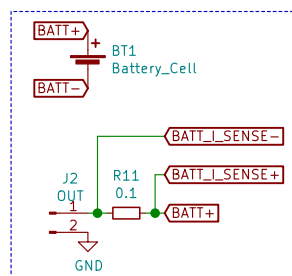 BATT+
+
BT1
Battery_Cell
BATT-
BATT_I_SENSE-
BATT_I_SENSE+
J2
OUT
R11
0.1
1
BATT+
2
GND